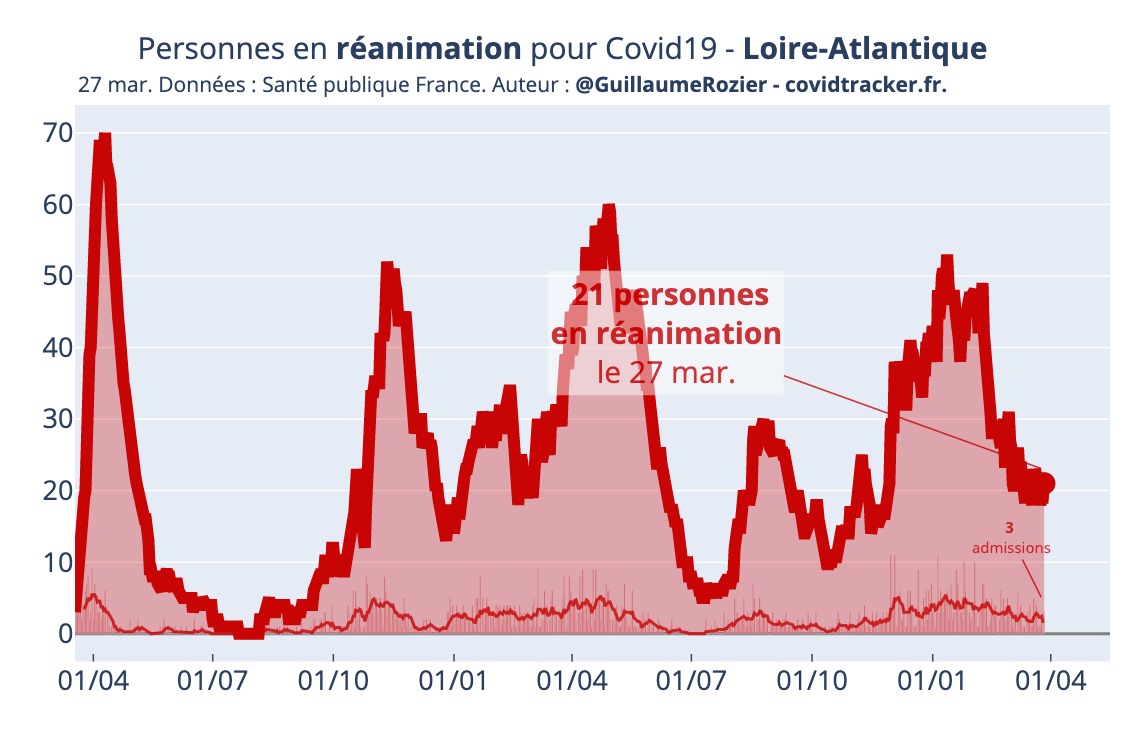 Personnes en réanimation pour Covid19 - Loire-Atlantique
27 mar. Données : Santé publique France. Auteur : @GuillaumeRozier - covidtracker.fr.
70
60
50
40
30
20
10
0
21 personnes
en réanimation
le 27 mar.
3
admissions
01/04 01/07 01/10 01/01 01/04 01/07 01/10 01/01 01/04